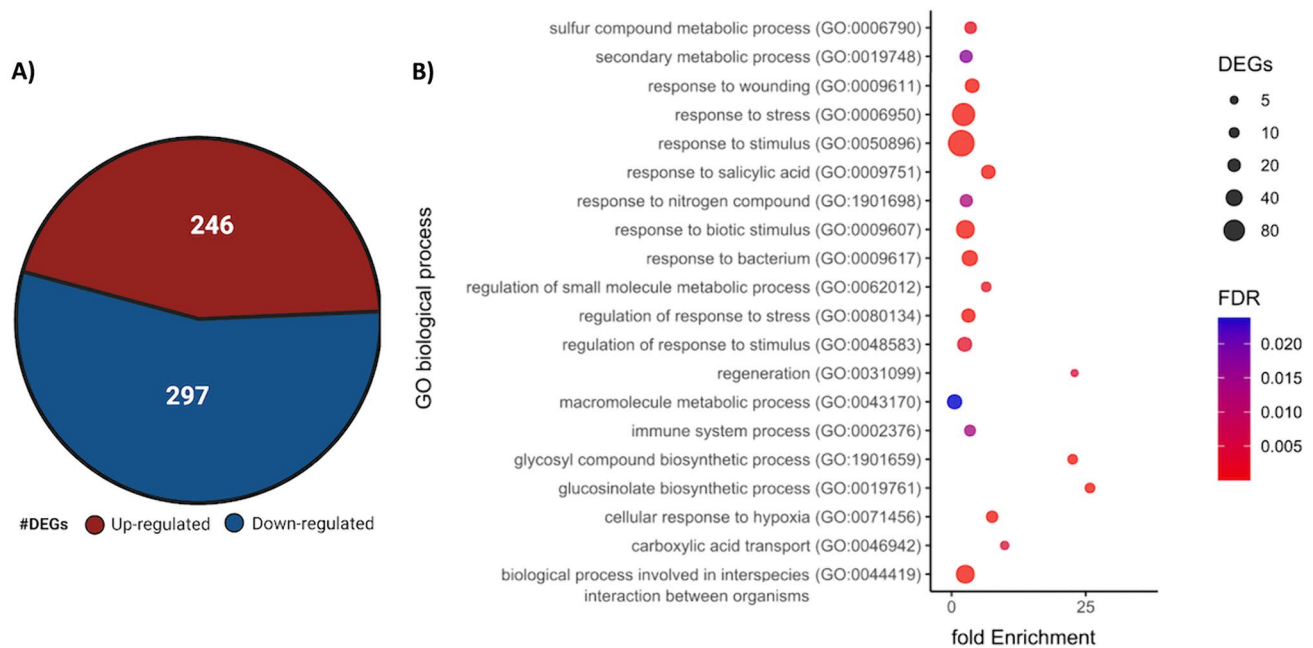 A)
246
297
#DEGs Up-regulated Down-regulated
B)
GO biological process
sulfur compound metabolic process (GO:0006790)
secondary metabolic process (GO:0019748)
response to wounding (GO:0009611)
response to stress (GO:0006950)
response to stimulus (GO:0050896)
response to salicylic acid (GO:0009751)
response to nitrogen compound (GO:1901698)
response to biotic stimulus (GO:0009607)
response to bacterium (GO:0009617)
regulation of small molecule metabolic process (GO:0062012)
regulation of response to stress (GO:0080134)
regulation of response to stimulus (GO:0048583)
regeneration (GO:0031099)
macromolecule metabolic process (GO:0043170)
immune system process (GO:0002376)
glycosyl compound biosynthetic process (GO:1901659)
glucosinolate biosynthetic process (GO:0019761)
cellular response to hypoxia (GO:0071456)
carboxylic acid transport (GO:0046942)
biological process involved in interspecies (GO:0044419)
interaction between organisms
0 25
fold Enrichment
DEGs
5
10
20
40
80
FDR
0.020
0.015
0.010
0.005